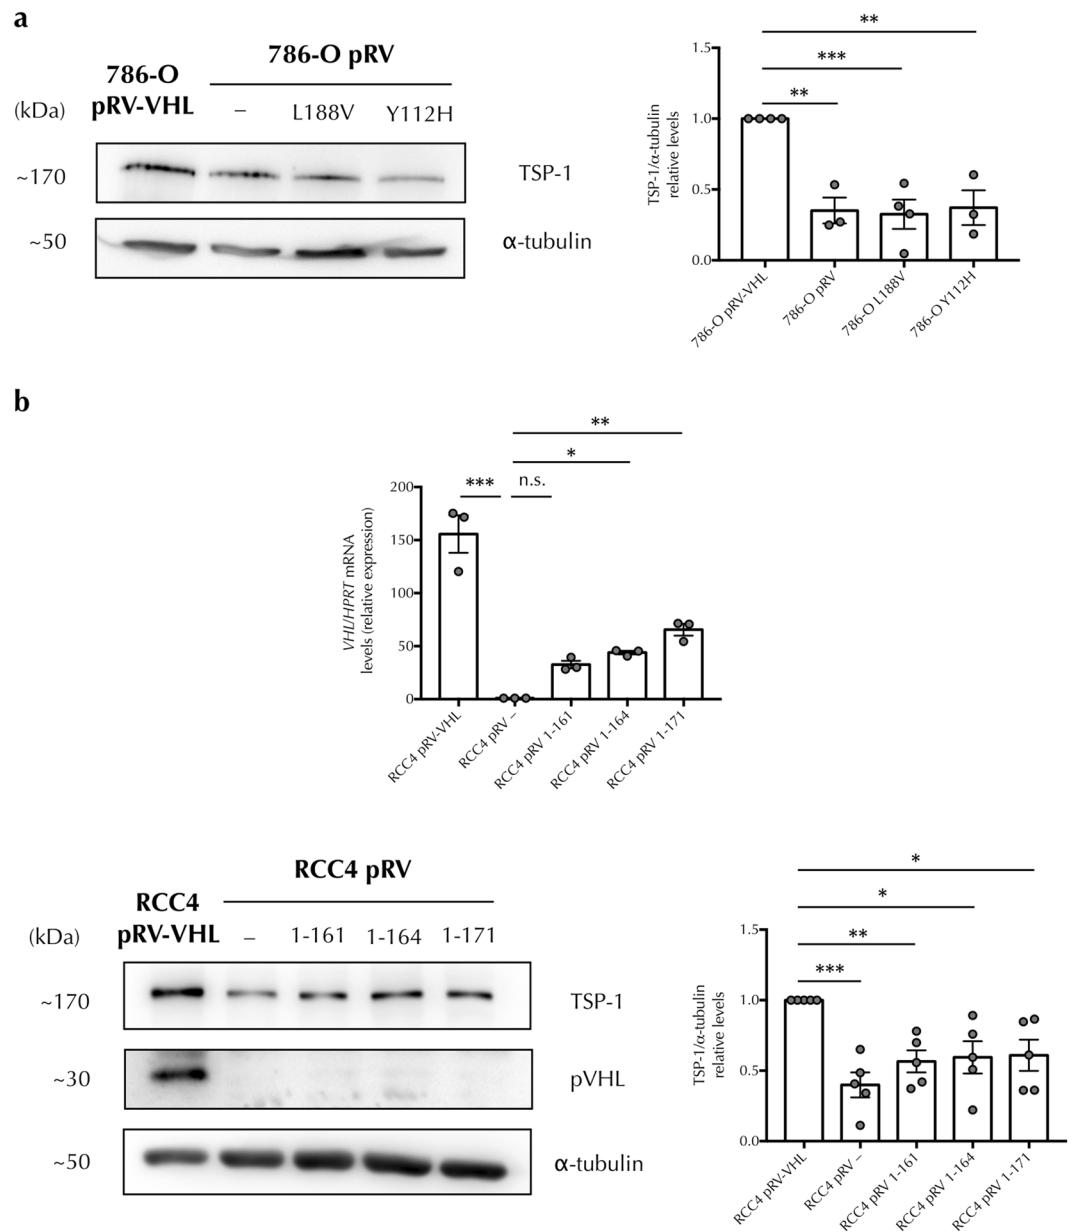 a
786-O
pRV-VHL
786-O pRV
(kDa)
–
L188V
Y112H
~170
TSP-1
~50
α-tubulin
**
***
**
TSP-1/α-tubulin
relative levels
1.5
1.0
0.5
0.0
786-O pRV-VHL
786-O pRV
786-O L188V
786-O Y112H
b
**
*
***
n.s.
VHL/HPRT mRNA
levels (relative expression)
200
150
100
50
0
RCC4 pRV-VHL
RCC4 pRV –
RCC4 pRV 1-161
RCC4 pRV 1-164
RCC4 pRV 1-171
RCC4
pRV-VHL
RCC4 pRV
(kDa)
–
1-161
1-164
1-171
~170
TSP-1
~30
pVHL
~50
α-tubulin
*
*
**
***
TSP-1/α-tubulin
relative levels
1.5
1.0
0.5
0.0
RCC4 pRV-VHL
RCC4 pRV –
RCC4 pRV 1-161
RCC4 pRV 1-164
RCC4 pRV 1-171